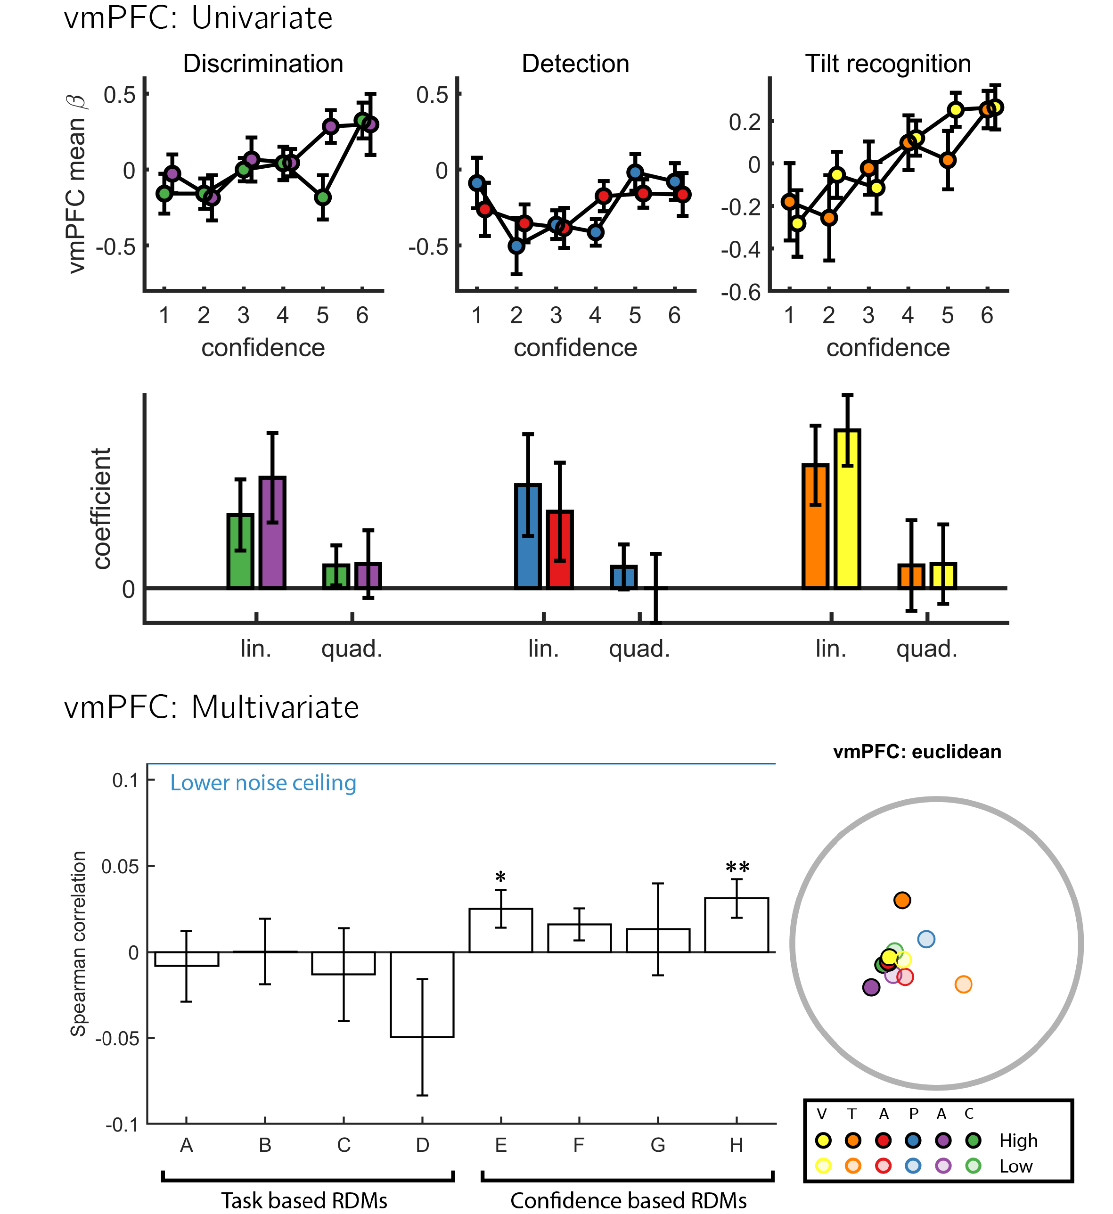 vmPFC: Univariate
Discrimination
Detection
Tilt recognition
vmPFC mean β
0.5
0
-0.5
1 2 3 4 5 6
confidence
0.5
0
-0.5
1 2 3 4 5 6
confidence
0.2
0
-0.2
-0.4
-0.6
1 2 3 4 5 6
confidence
coefficient
0
lin. quad. lin. quad. lin. quad.
vmPFC: Multivariate
Spearman correlation
0.1
0.05
0
-0.05
-0.1
Lower noise ceiling
*
**
A B C D E F G H
Task based RDMs
Confidence based RDMs
vmPFC: euclidean
V T A P A C
High
Low